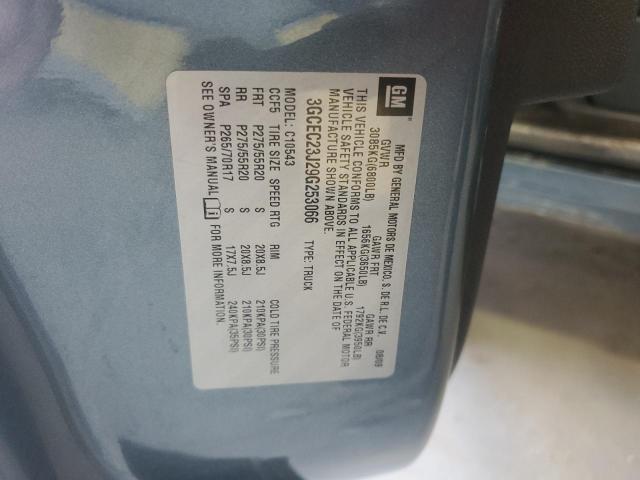 GM
MFD BY GENERAL MOTORS DE MEXICO, S. DE R.L. DE C.V. 08/09
GVWR GAWR FRT GAWR RR
3085KG(6800LB) 1656KG(3650LB) 1792KG(3950LB)
THIS VEHICLE CONFORMS TO ALL APPLICABLE U.S. FEDERAL MOTOR
VEHICLE SAFETY STANDARDS IN EFFECT ON THE DATE OF
MANUFACTURE SHOWN ABOVE.
3GCEC23J29G253066 TYPE: TRUCK
MODEL: C10543
CCF5 TIRE SIZE SPEED RTG RIM COLD TIRE PRESSURE
FRT P275/55R20 S 20X8.5J 210KPA(30PSI)
RR P275/55R20 S 20X8.5J 210KPA(30PSI)
SPA P265/70R17 S 17X7.5J 240KPA(35PSI)
SEE OWNER'S MANUAL FOR MORE INFORMATION.